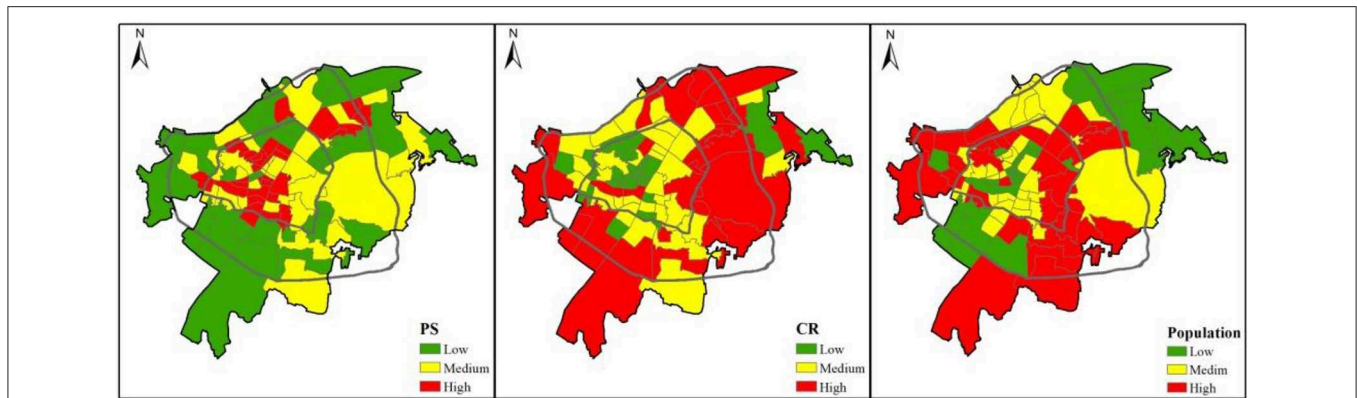 N
PS
Low
Medium
High
N
CR
Low
Medium
High
N
Population
Low
Medim
High